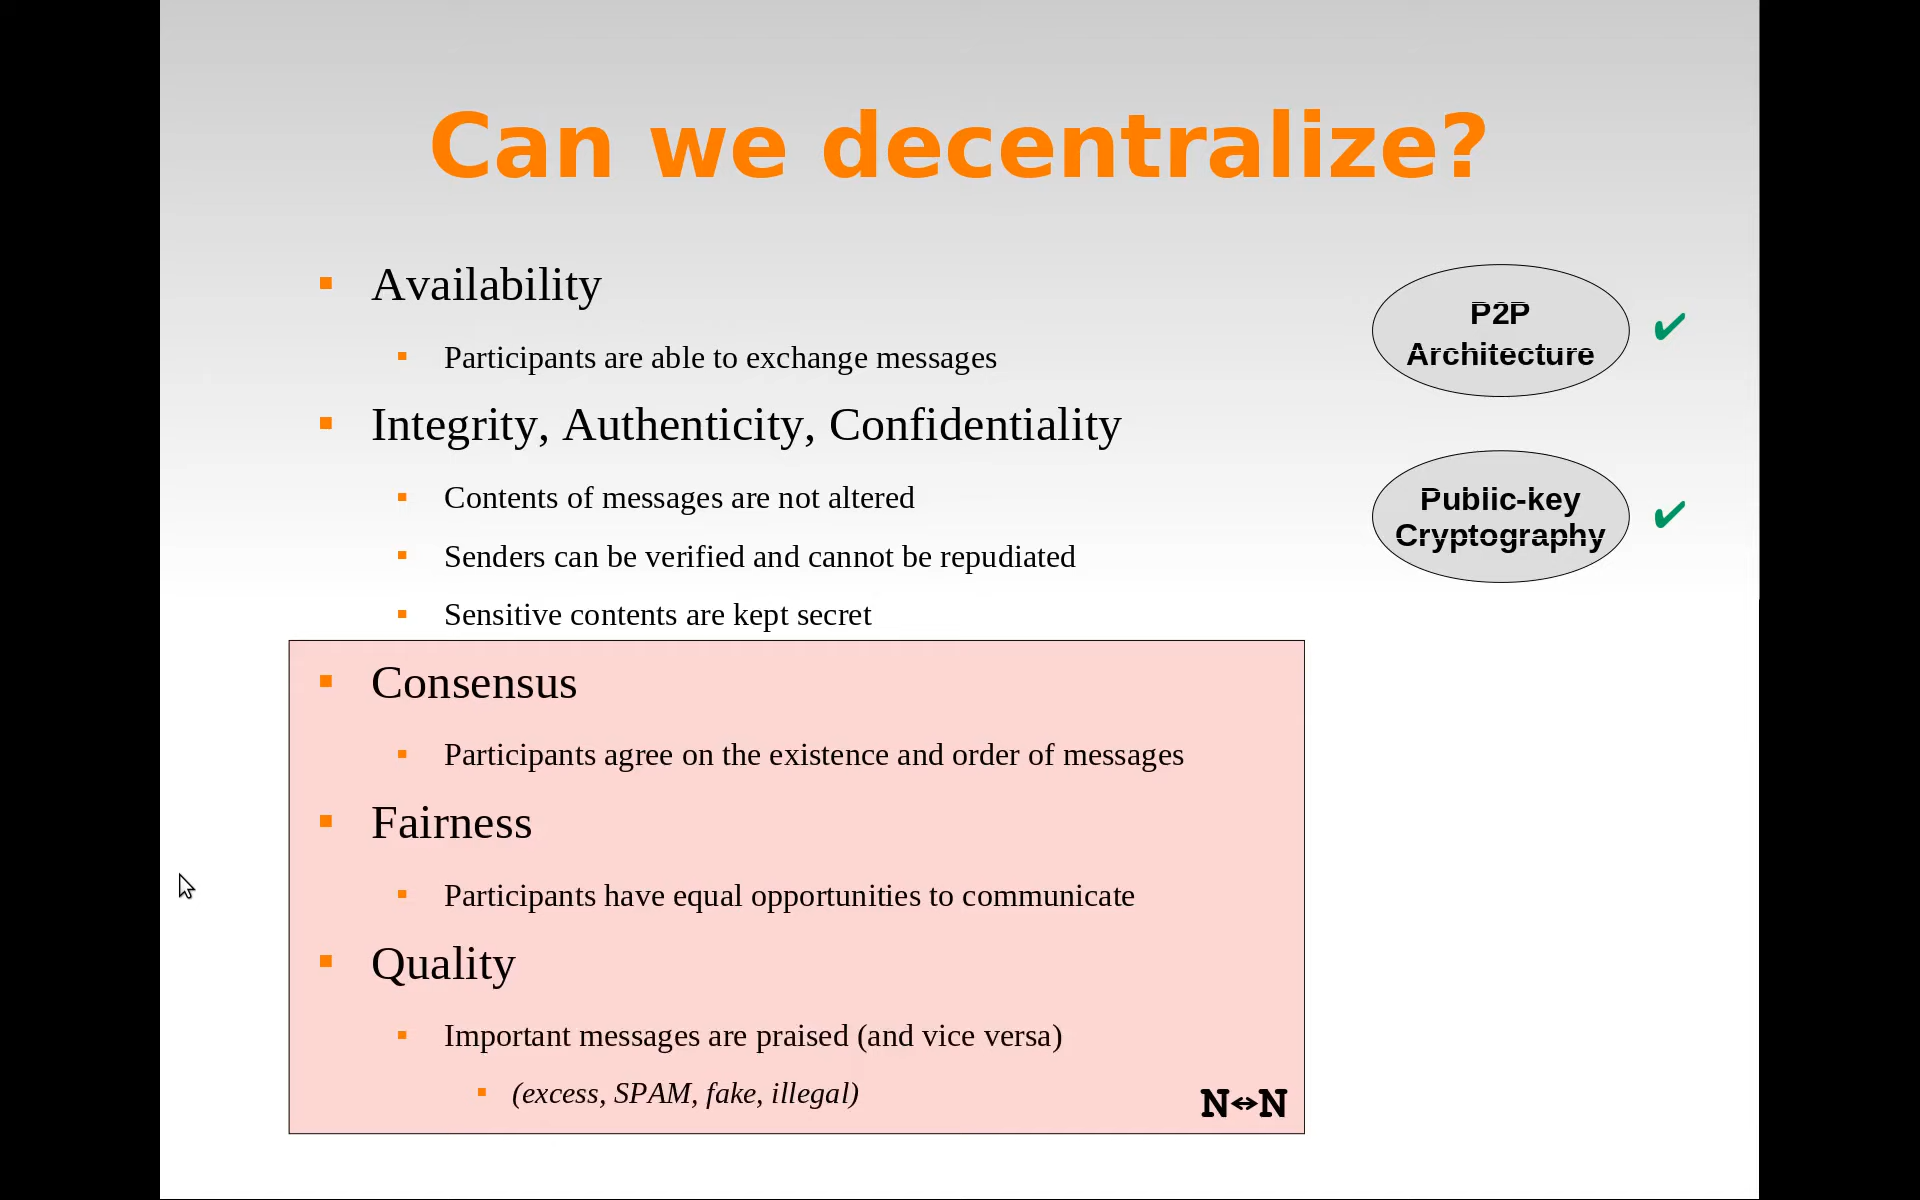 Can we decentralize?
Availability
Participants are able to exchange messages
P2P
Architecture
Integrity, Authenticity, Confidentiality
Contents of messages are not altered
Senders can be verified and cannot be repudiated
Sensitive contents are kept secret
Public-key
Cryptography
Consensus
Participants agree on the existence and order of messages
Fairness
Participants have equal opportunities to communicate
Quality
Important messages are praised (and vice versa)
(excess, SPAM, fake, illegal)
N↔N